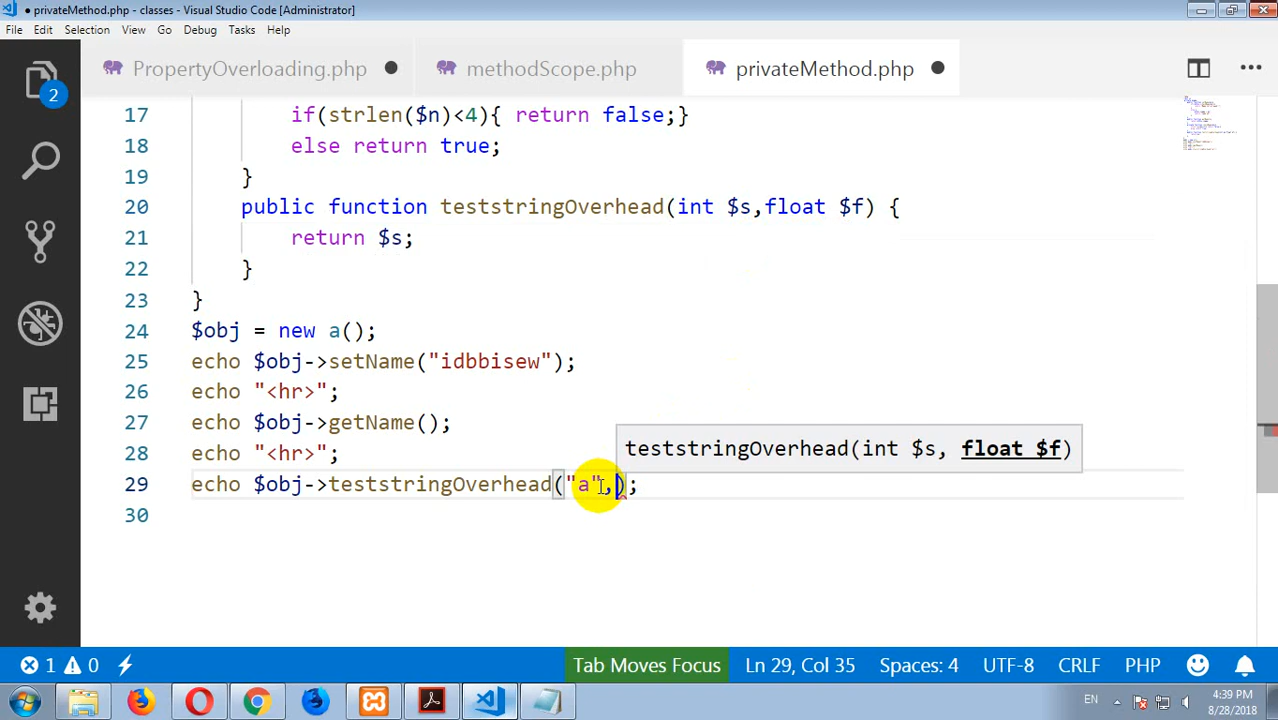 privateMethod.php - classes - Visual Studio Code [Administrator]
File Edit Selection View Go Debug Tasks Help
PropertyOverloading.php methodScope.php privateMethod.php
2
17 if(strlen($n)<4){ return false;}
18 else return true;
19 }
20 public function teststringOverhead(int $s,float $f) {
21 return $s;
22 }
23 }
24 $obj = new a();
25 echo $obj->setName("idbbisew");
26 echo "<hr>";
27 echo $obj->getName();
28 echo "<hr>";
teststringOverhead(int $s, float $f)
29 echo $obj->teststringOverhead("a",);
30
1 0 Tab Moves Focus Ln 29, Col 35 Spaces: 4 UTF-8 CRLF PHP
EN 4:39 PM
8/28/2018